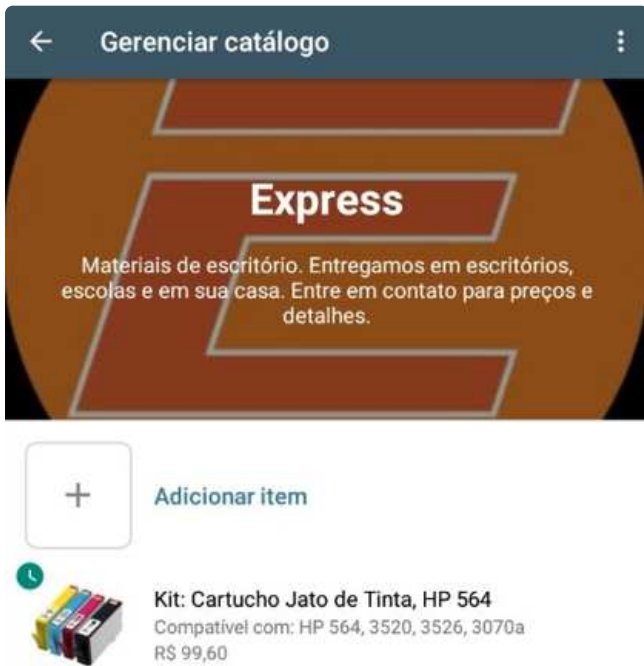 Gerenciar catálogo
Express
Materiais de escritório. Entregamos em escritórios,
escolas e em sua casa. Entre em contato para preços e
detalhes.
Adicionar item
Kit: Cartucho Jato de Tinta, HP 564
Compatível com: HP 564, 3520, 3526, 3070a
R$ 99,60